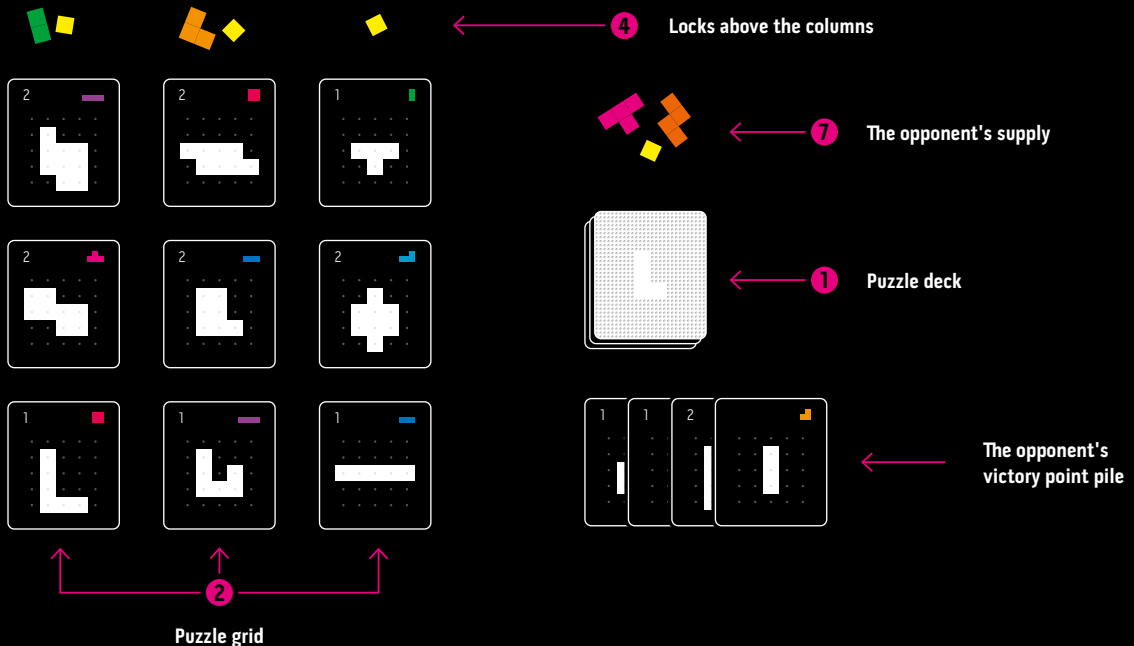 4 Locks above the columns
2 2 1
7 The opponent's supply
2 2 2
1 Puzzle deck
1 1 1
1 1 2
The opponent's
victory point pile
2
Puzzle grid